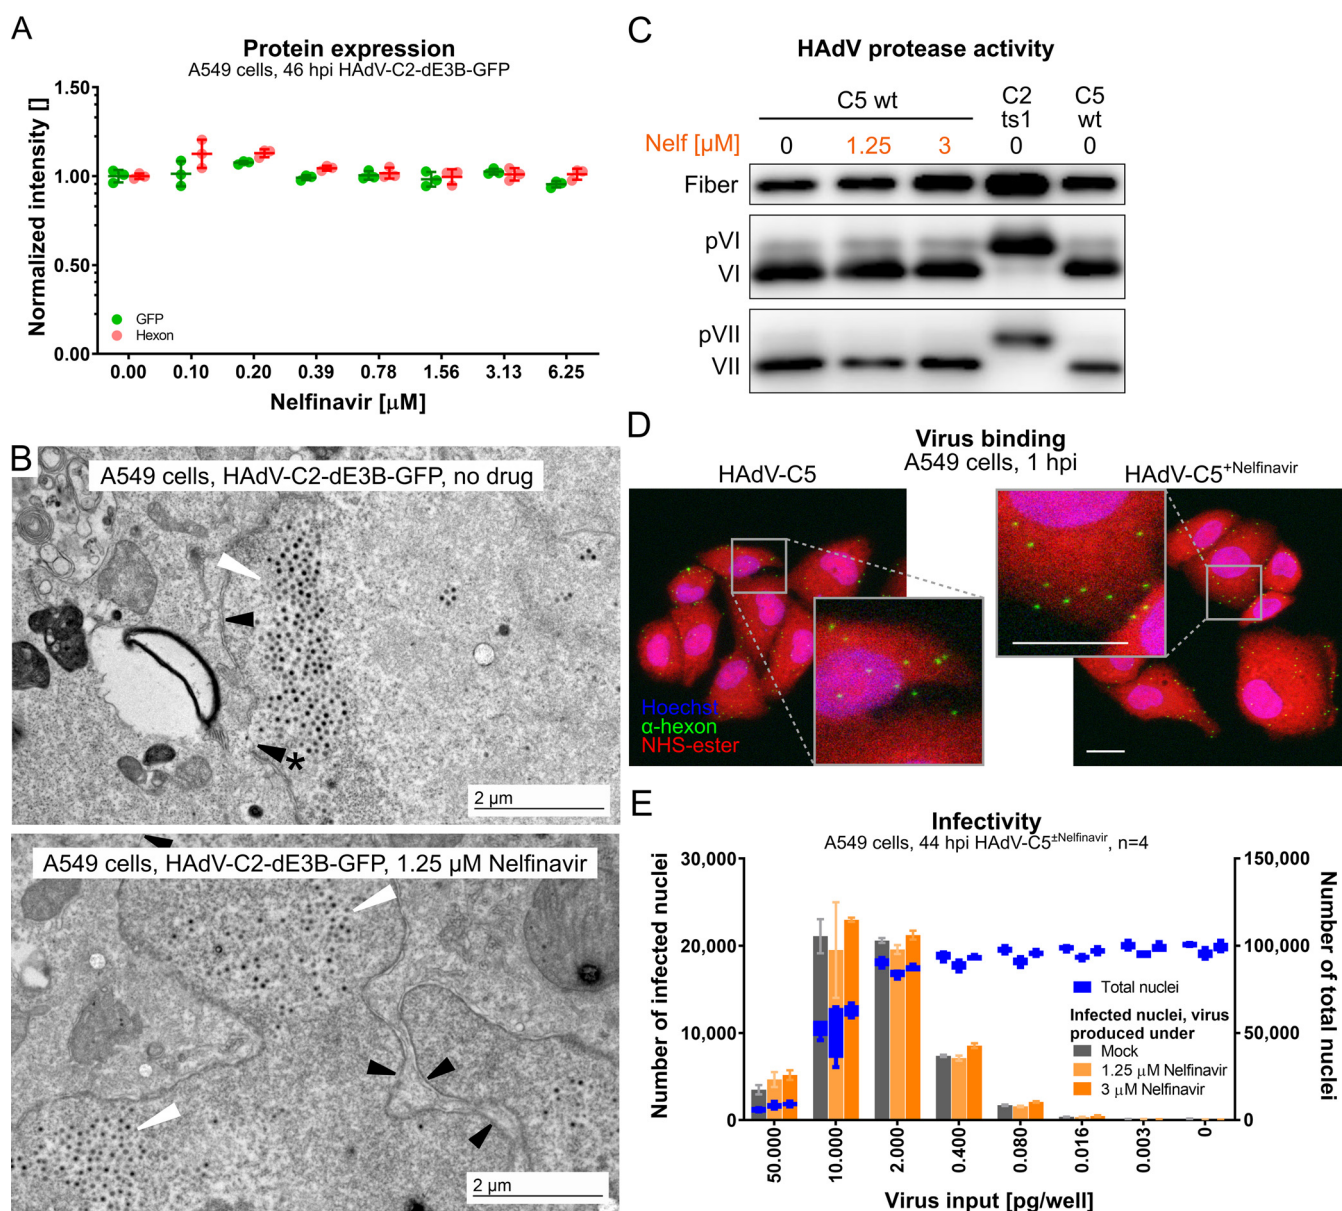 A
Protein expression
A549 cells, 46 hpi HAdV-C2-dE3B-GFP
Normalized intensity []
1.50
1.00
0.50
0.00
GFP
Hexon
0.00 0.10 0.20 0.39 0.78 1.56 3.13 6.25
Nelfinavir [μM]
B
A549 cells, HAdV-C2-dE3B-GFP, no drug
*
2 µm
A549 cells, HAdV-C2-dE3B-GFP, 1.25 µM Nelfinavir
2 µm
C
HAdV protease activity
C5 wt
C2 ts1
C5 wt
Nelf [µM] 0 1.25 3 0 0
Fiber
pVI
VI
pVII
VII
D
Virus binding
A549 cells, 1 hpi
HAdV-C5
HAdV-C5+Nelfinavir
Hoechst
α-hexon
NHS-ester
E
Infectivity
A549 cells, 44 hpi HAdV-C5±Nelfinavir, n=4
Number of infected nuclei
30,000
20,000
10,000
0
Number of total nuclei
150,000
100,000
50,000
0
Total nuclei
Infected nuclei, virus
produced under
Mock
1.25 µM Nelfinavir
3 µM Nelfinavir
50.000 10.000 2.000 0.400 0.080 0.016 0.003 0
Virus input [pg/well]